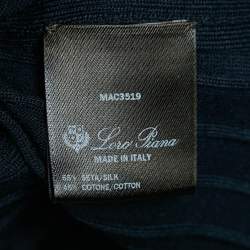 MAC3519
Loro Piana
MADE IN ITALY
55% SETA/SILK
45% COTONE/COTTON